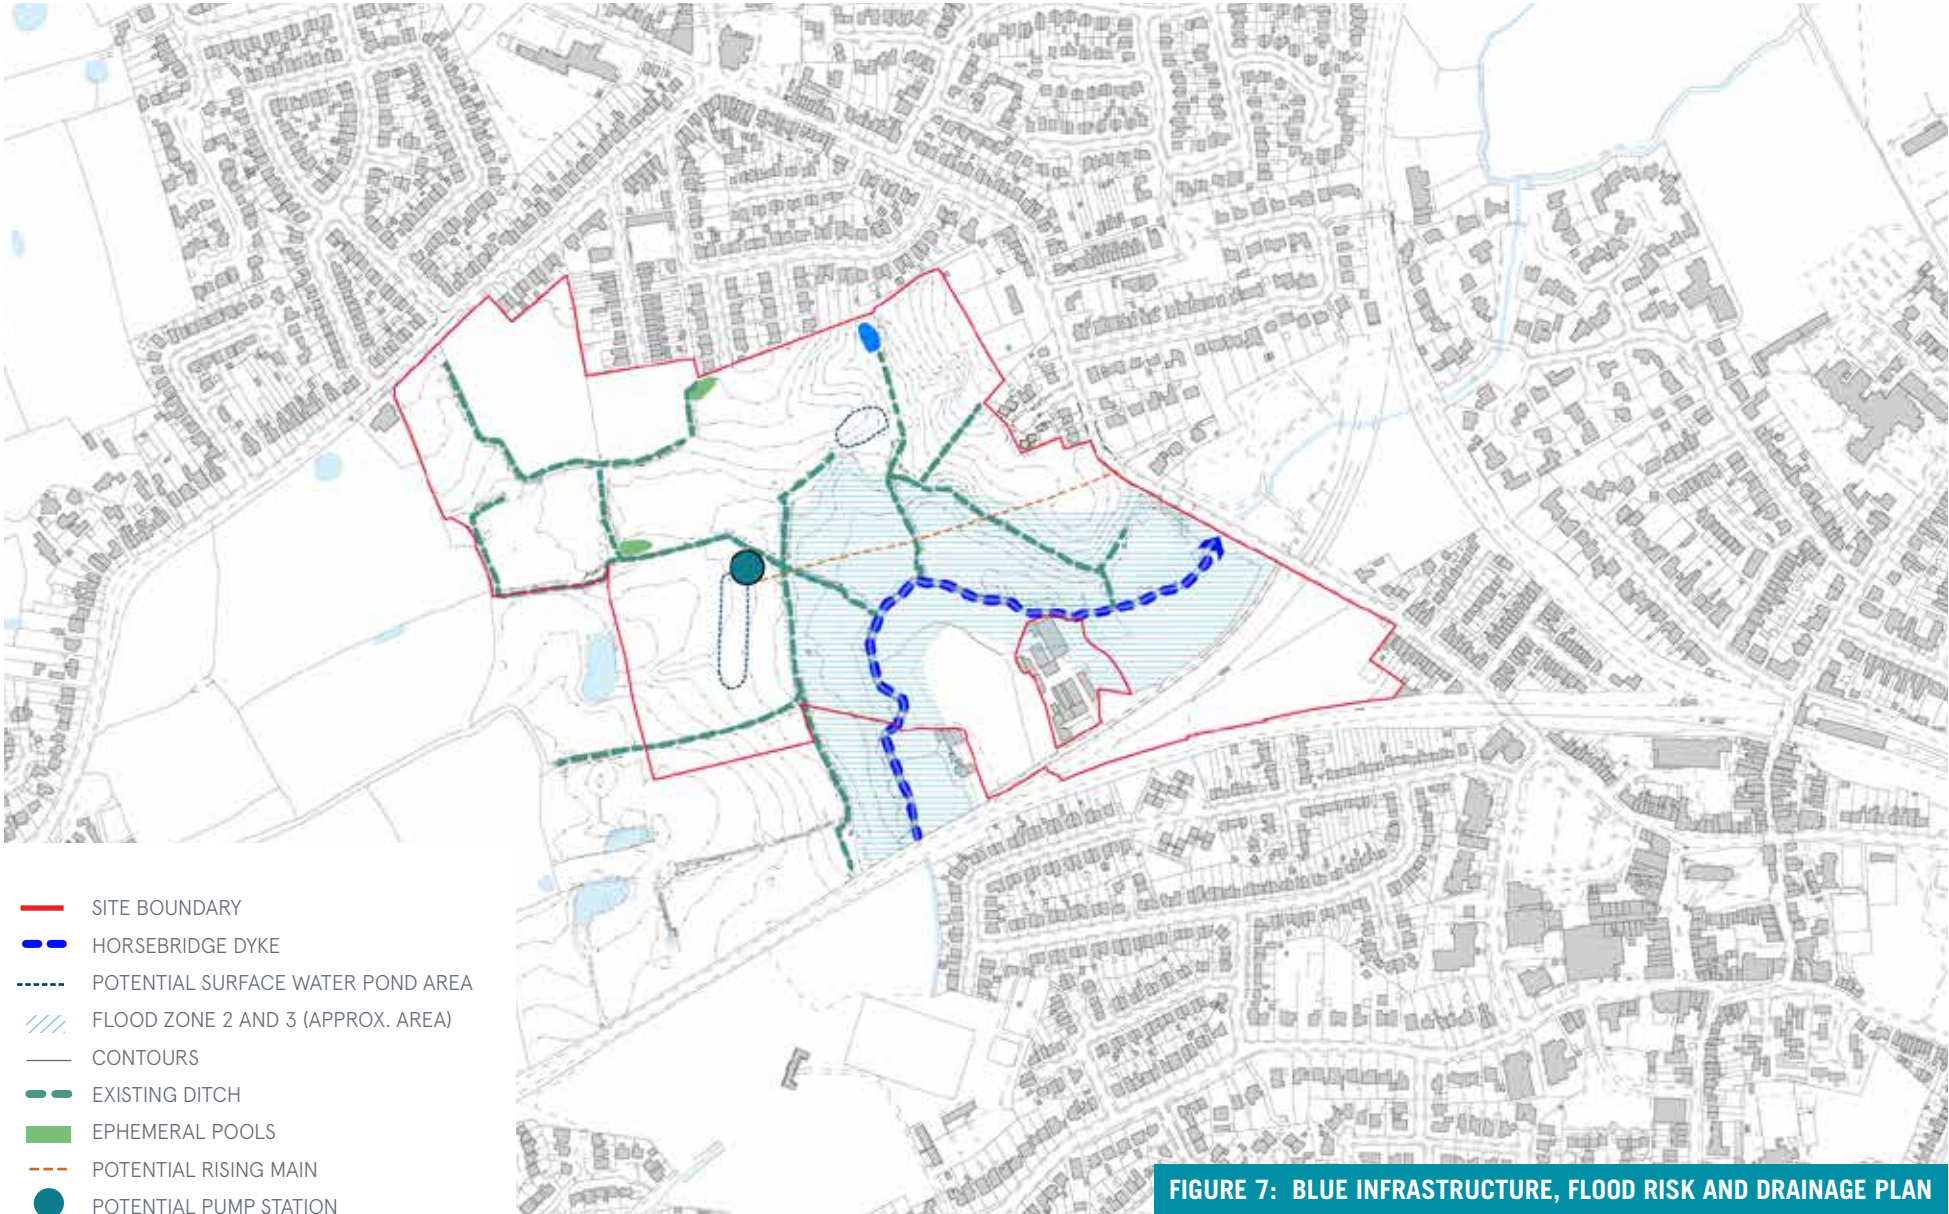 SITE BOUNDARY
HORSEBRIDGE DYKE
POTENTIAL SURFACE WATER POND AREA
FLOOD ZONE 2 AND 3 (APPROX. AREA)
CONTOURS
EXISTING DITCH
EPHEMERAL POOLS
POTENTIAL RISING MAIN
POTENTIAL PUMP STATION
FIGURE 7: BLUE INFRASTRUCTURE, FLOOD RISK AND DRAINAGE PLAN